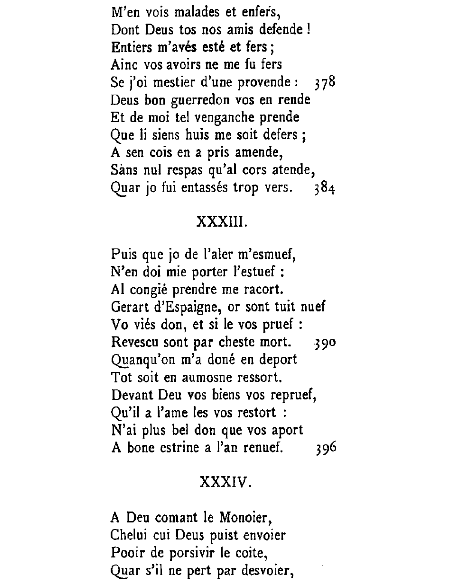 M'en vois malades et enfers,
Dont Deus tos nos amis defende !
Entiers m'avés esté et fers ;
Ainc vos avoirs ne me fu fers
Se j'oi mestier d'une provende : 378
Deus bon guerredon vos en rende
Et de moi tel venganche prende
Que li siens huis me soit defers ;
A sen cois en a pris amende,
Sans nul respas qu'al cors atende,
Quar jo fui entassés trop vers. 384
XXXIII.
Puis que jo de l'aler m'esmuef,
N'en doi mie porter l'estuef :
Al congié prendre me racort.
Gerart d'Espaigne, or sont tuit nuef
Vo viés don, et si le vos pruef :
Revescu sont par cheste mort. 390
Quanqu'on m'a doné en deport
Tot soit en aumosne ressort.
Devant Deu vos biens vos repruef,
Qu'il a l'ame les vos restort :
N'ai plus bel don que vos aport
A bone estrine a l'an renuef. 396
XXXIV.
A Deu comant le Monoier,
Chelui cui Deus puist envoier
Pooir de porsivir le coite,
Quar s'il ne pert par desvoier,